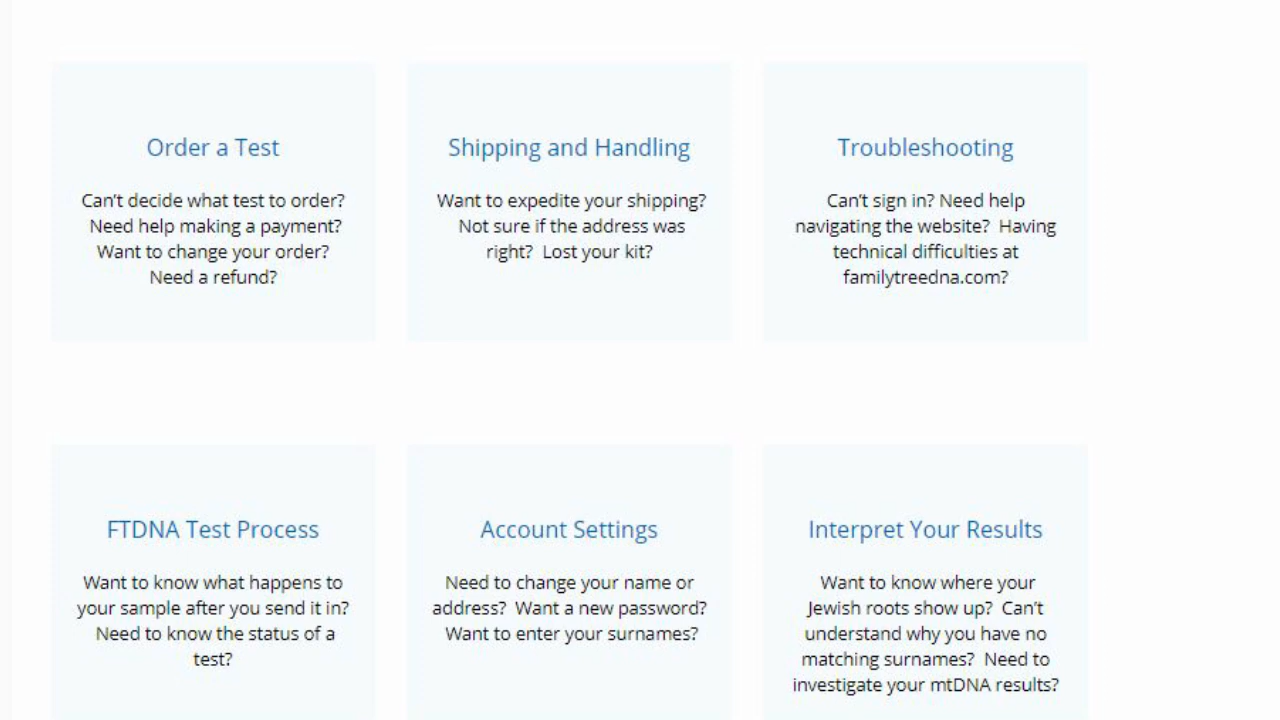 Order a Test
Can't decide what test to order?
Need help making a payment?
Want to change your order?
Need a refund?
Shipping and Handling
Want to expedite your shipping?
Not sure if the address was
right?  Lost your kit?
Troubleshooting
Can't sign in? Need help
navigating the website?  Having
technical difficulties at
familytreedna.com?
FTDNA Test Process
Want to know what happens to
your sample after you send it in?
Need to know the status of a
test?
Account Settings
Need to change your name or
address?  Want a new password?
Want to enter your surnames?
Interpret Your Results
Want to know where your
Jewish roots show up?  Can't
understand why you have no
matching surnames?  Need to
investigate your mtDNA results?